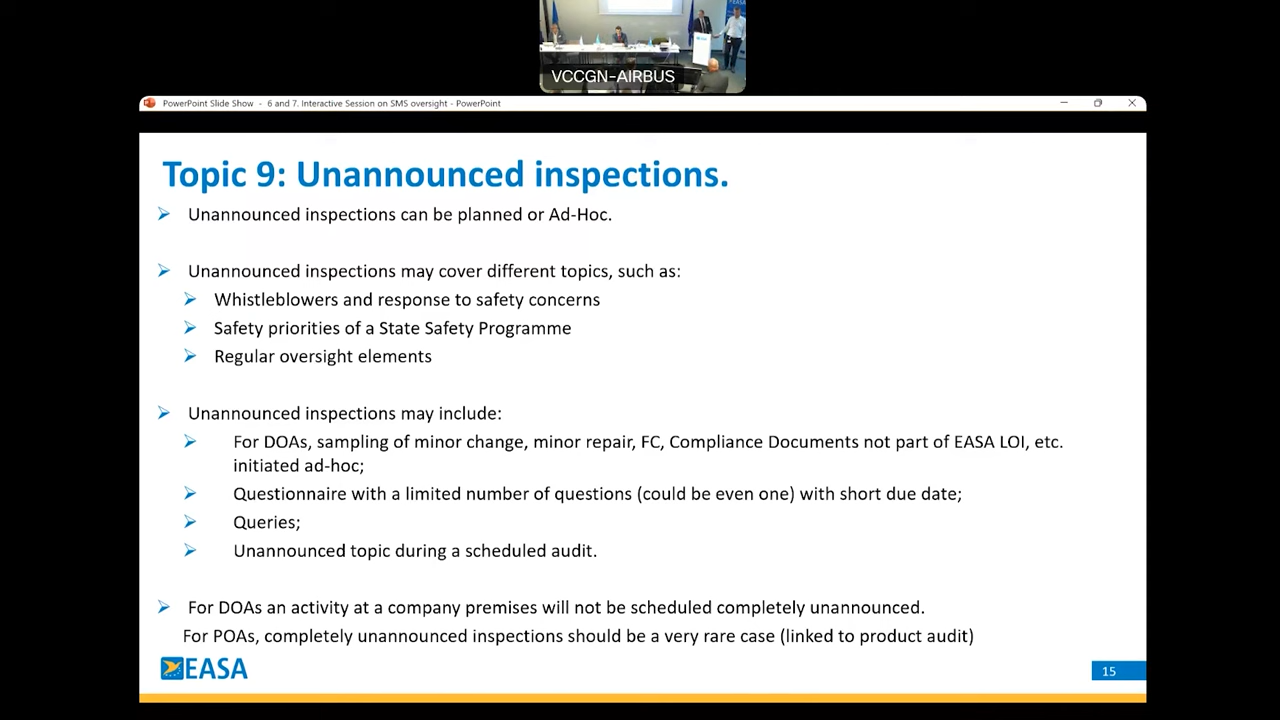 VCCGN-AIRBUS
PowerPoint Slide Show - 6 and 7. Interactive Session on SMS oversight - PowerPoint
Topic 9: Unannounced inspections.
Unannounced inspections can be planned or Ad-Hoc.
Unannounced inspections may cover different topics, such as:
Whistleblowers and response to safety concerns
Safety priorities of a State Safety Programme
Regular oversight elements
Unannounced inspections may include:
For DOAs, sampling of minor change, minor repair, FC, Compliance Documents not part of EASA LOI, etc.
initiated ad-hoc;
Questionnaire with a limited number of questions (could be even one) with short due date;
Queries;
Unannounced topic during a scheduled audit.
For DOAs an activity at a company premises will not be scheduled completely unannounced.
For POAs, completely unannounced inspections should be a very rare case (linked to product audit)
EASA
15